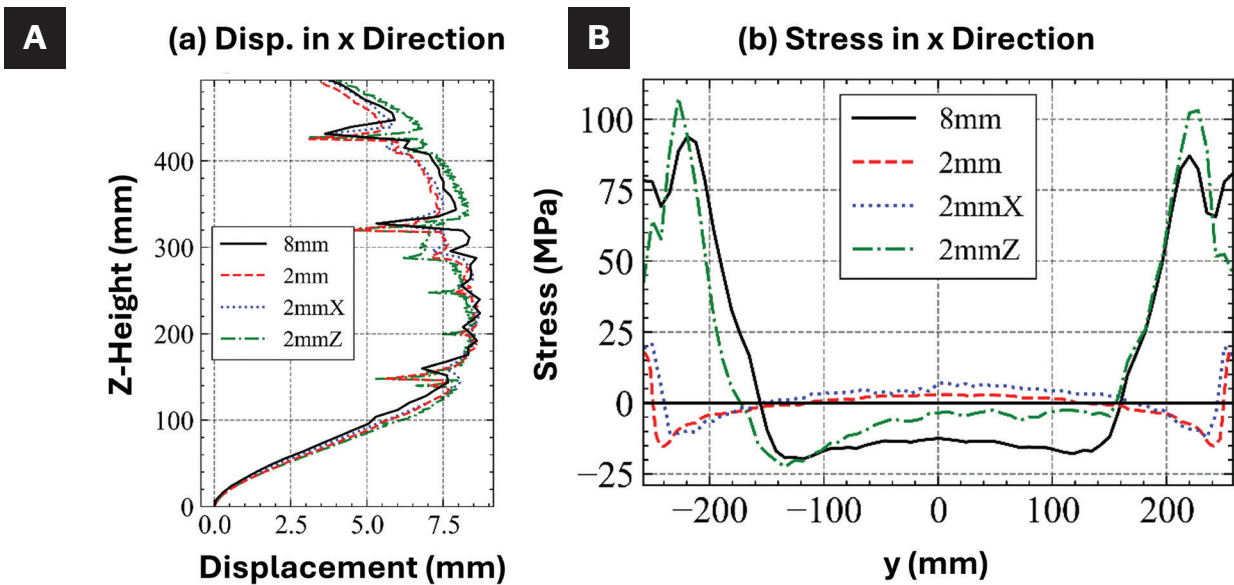 A
(a) Disp. in x Direction
Z-Height (mm)
400
300
200
100
0
8mm
2mm
2mmX
2mmZ
0.0 2.5 5.0 7.5
Displacement (mm)
B
(b) Stress in x Direction
Stress (MPa)
100
75
50
25
0
−25
8mm
2mm
2mmX
2mmZ
−200 −100 0 100 200
y (mm)